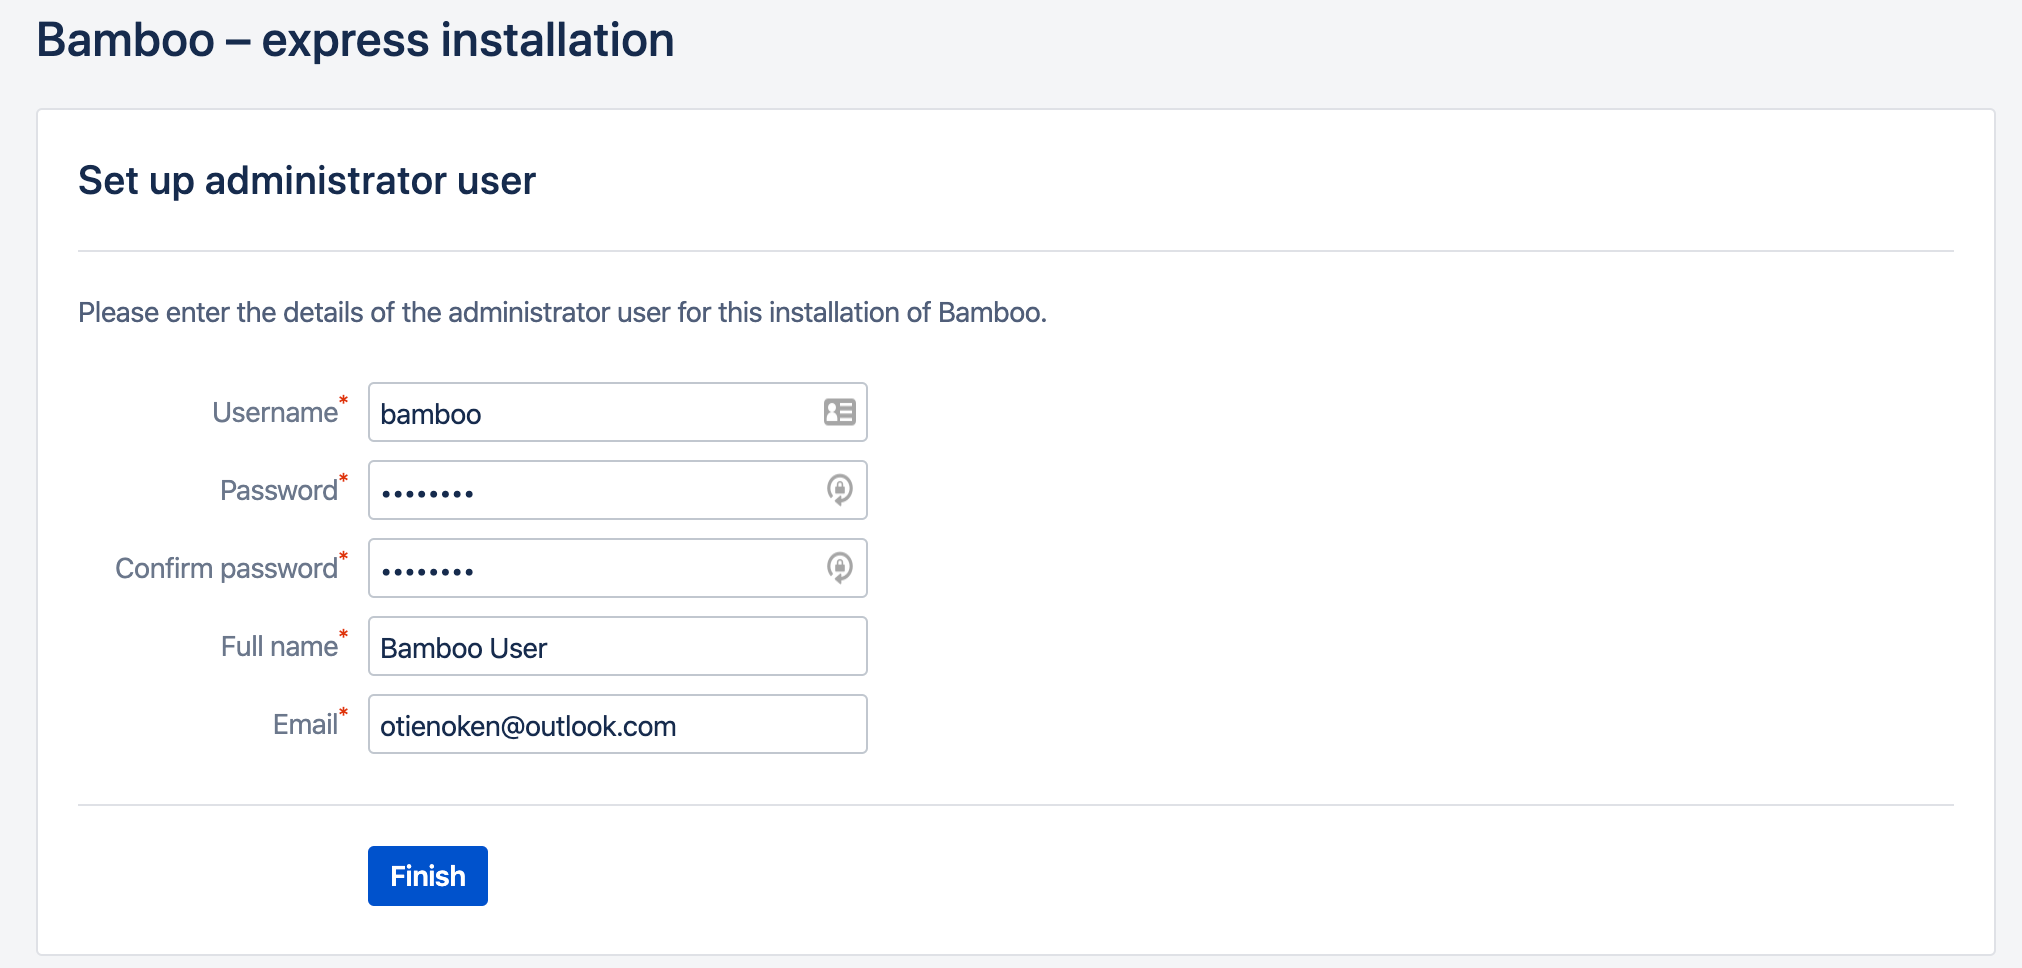 Bamboo – express installation
Set up administrator user
Please enter the details of the administrator user for this installation of Bamboo.
Username* bamboo
Password* ••••••••
Confirm password* ••••••••
Full name* Bamboo User
Email* otienoken@outlook.com
Finish